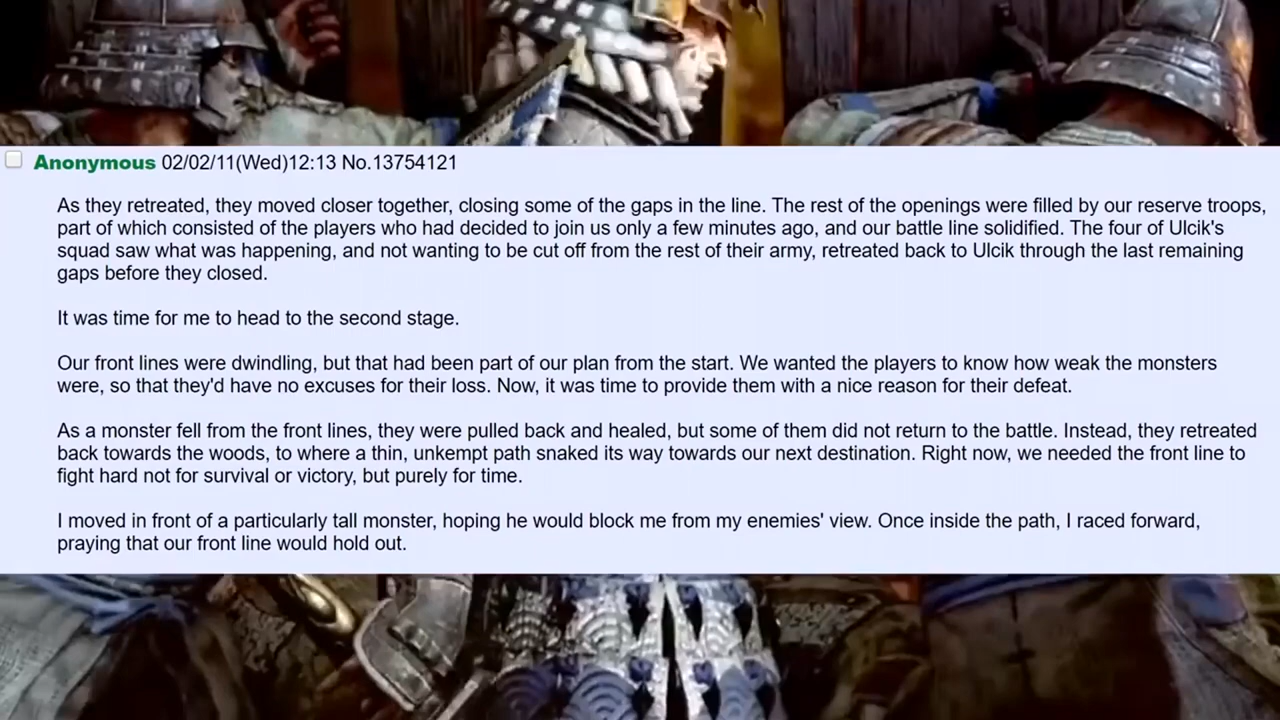 Anonymous 02/02/11(Wed)12:13 No.13754121
As they retreated, they moved closer together, closing some of the gaps in the line. The rest of the openings were filled by our reserve troops,
part of which consisted of the players who had decided to join us only a few minutes ago, and our battle line solidified. The four of Ulcik's
squad saw what was happening, and not wanting to be cut off from the rest of their army, retreated back to Ulcik through the last remaining
gaps before they closed.
It was time for me to head to the second stage.
Our front lines were dwindling, but that had been part of our plan from the start. We wanted the players to know how weak the monsters
were, so that they'd have no excuses for their loss. Now, it was time to provide them with a nice reason for their defeat.
As a monster fell from the front lines, they were pulled back and healed, but some of them did not return to the battle. Instead, they retreated
back towards the woods, to where a thin, unkempt path snaked its way towards our next destination. Right now, we needed the front line to
fight hard not for survival or victory, but purely for time.
I moved in front of a particularly tall monster, hoping he would block me from my enemies' view. Once inside the path, I raced forward,
praying that our front line would hold out.